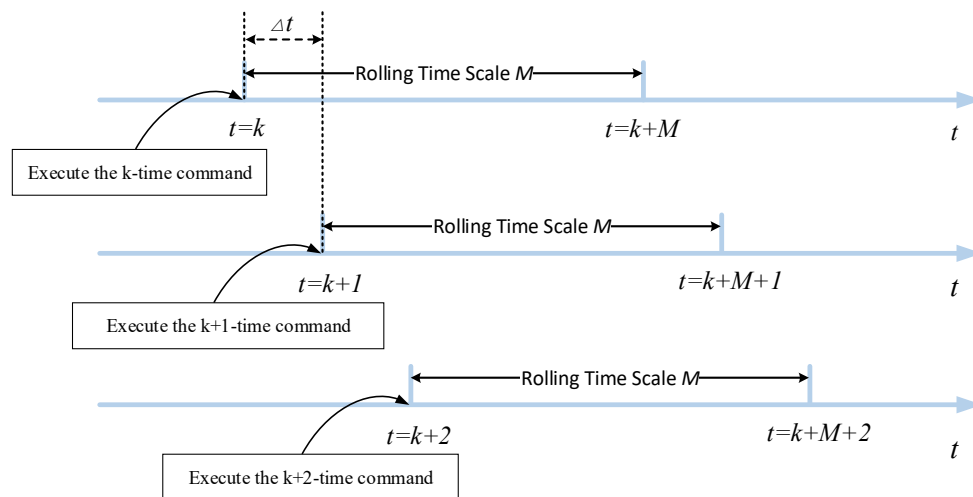 Δt
Rolling Time Scale M
t=k
t=k+M
t
Execute the k-time command
Rolling Time Scale M
t=k+1
t=k+M+1
t
Execute the k+1-time command
Rolling Time Scale M
t=k+2
t=k+M+2
t
Execute the k+2-time command